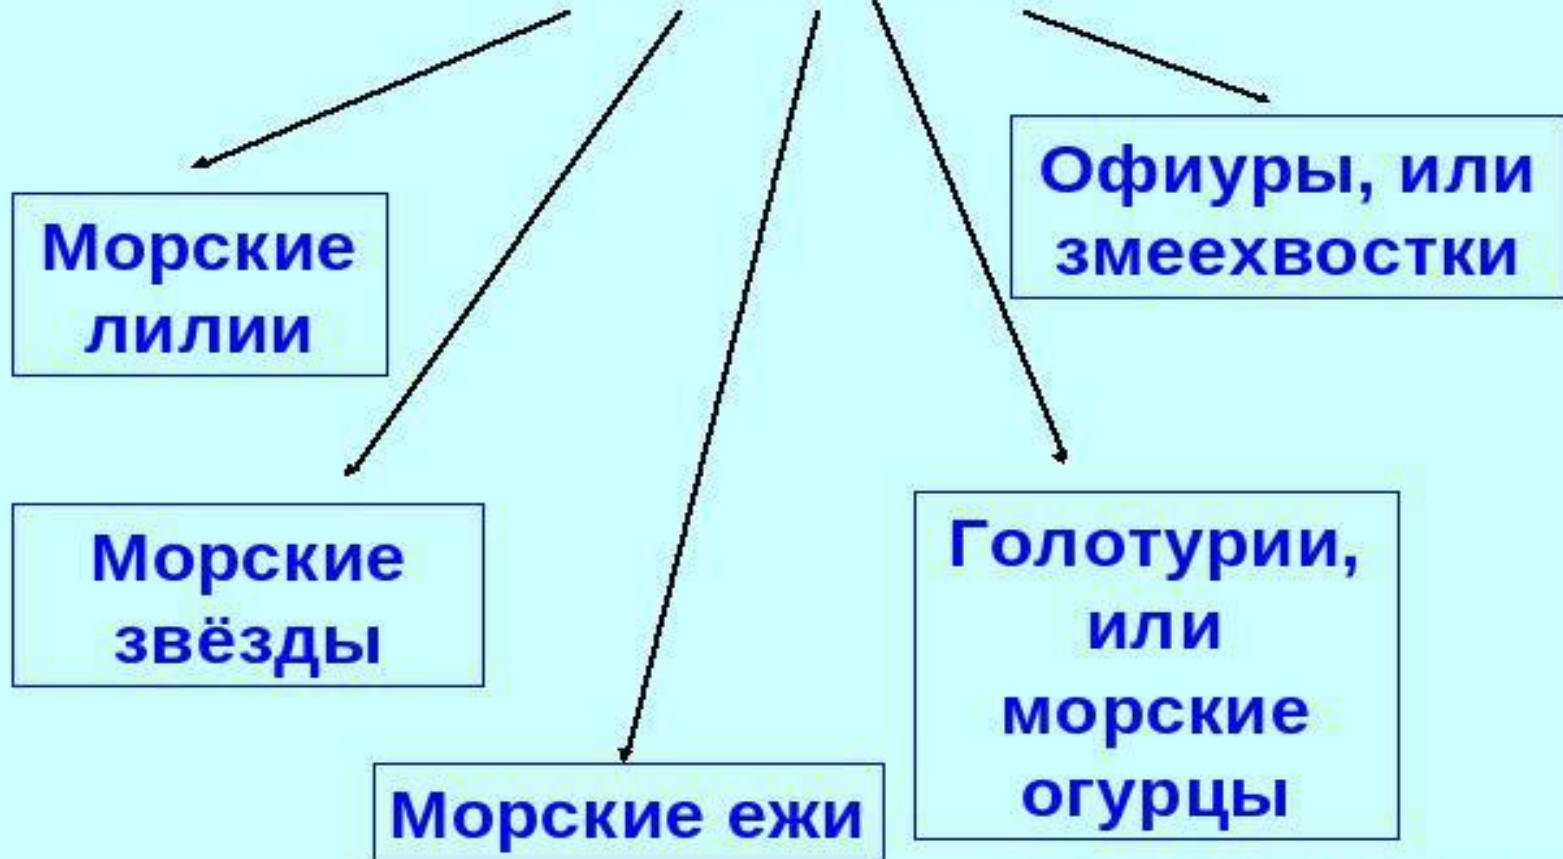 Морские
лилии
Офиуры, или
змеехвостки
Морские
звёзды
Голотурии,
или
морские
огурцы
Морские ежи